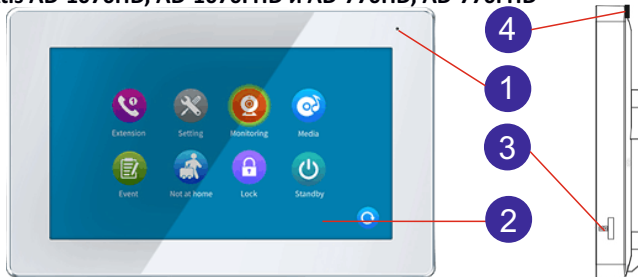 AD-1070HD, AD-1070FHD и AD-770HD, AD-770FHD
4
1
Extension Setting Monitoring Media
3
Event Not at home Lock Standby
2